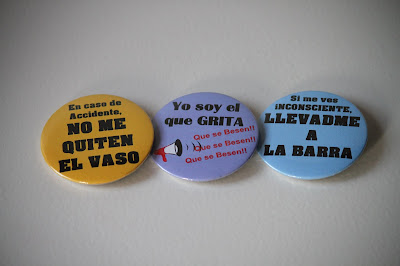 En caso de
Accidente,
NO ME
QUITEN
EL VASO
Yo soy el
que GRITA
Que se Besen!!
Que se Besen!!
Que se Besen!!
Si me ves
INCONSCIENTE,
LLEVADME
A
LA BARRA